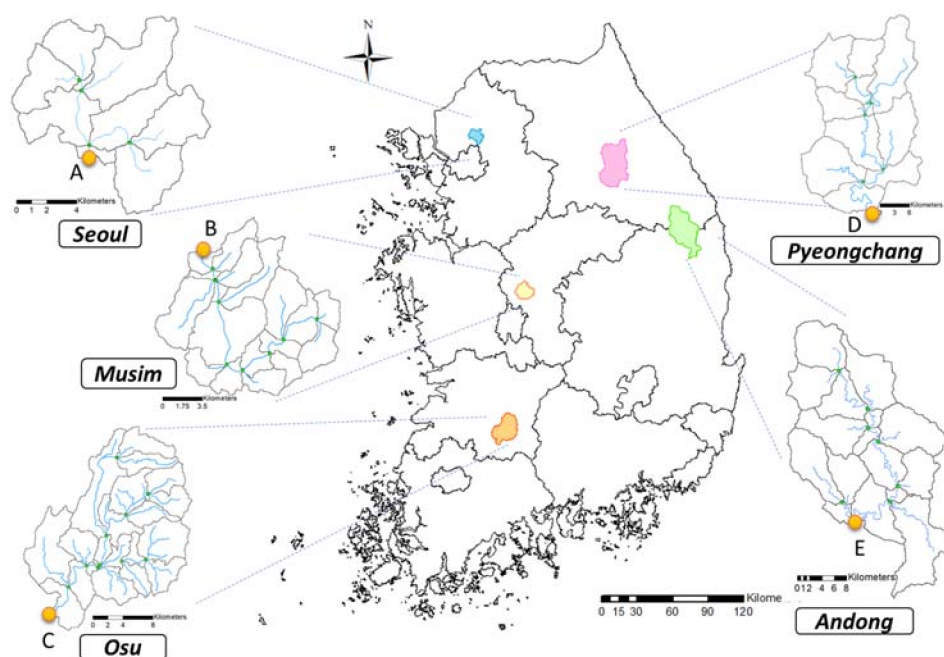 N
A
0 1 2 4 Kilometers
Seoul
B
Musim
0 1.75 3.5 Kilometers
C
0 2 4 8 Kilometers
Osu
D
3 6 Kilometers
Pyeongchang
E
0 1 2 4 6 8 Kilometers
Andong
0 15 30 60 90 120 Kilome